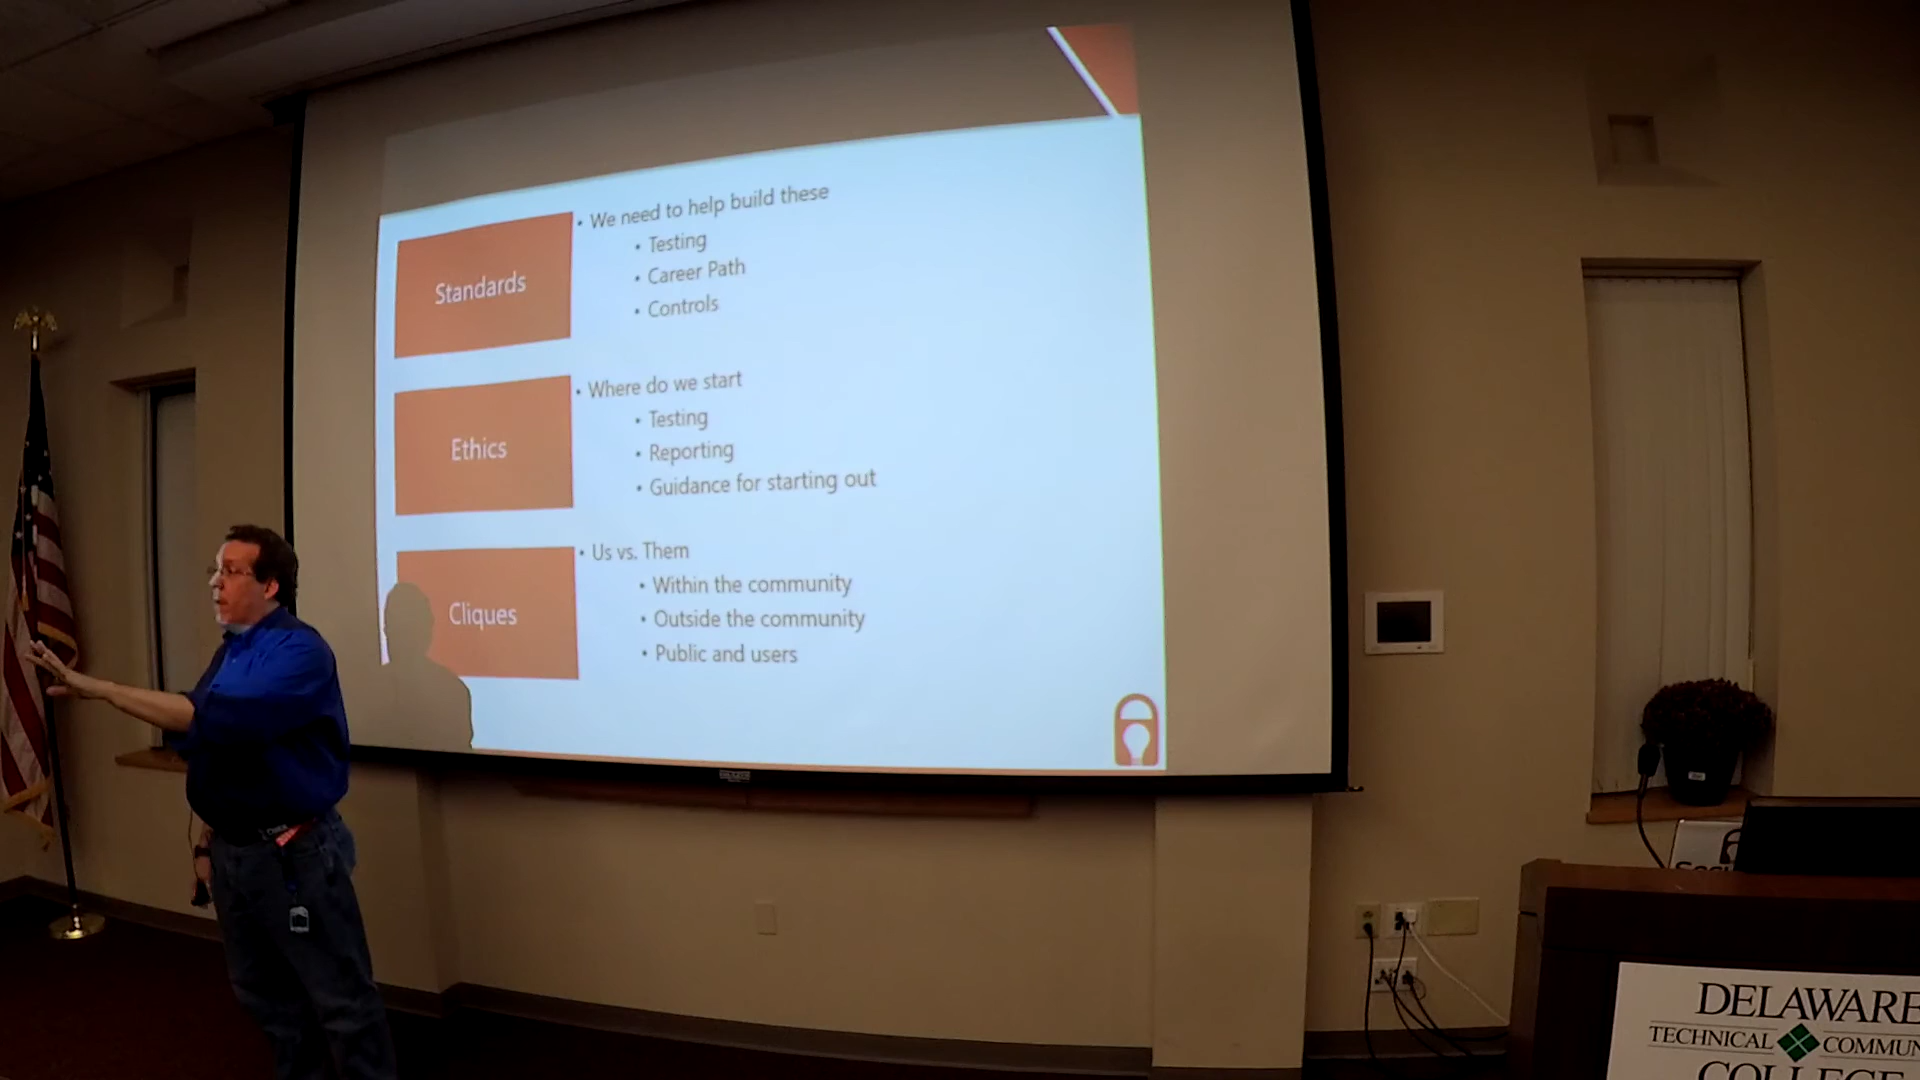 Standards
• We need to help build these
• Testing
• Career Path
• Controls
Ethics
• Where do we start
• Testing
• Reporting
• Guidance for starting out
Cliques
• Us vs. Them
• Within the community
• Outside the community
• Public and users
DELAWARE
TECHNICAL COMMUN
COLLEGE